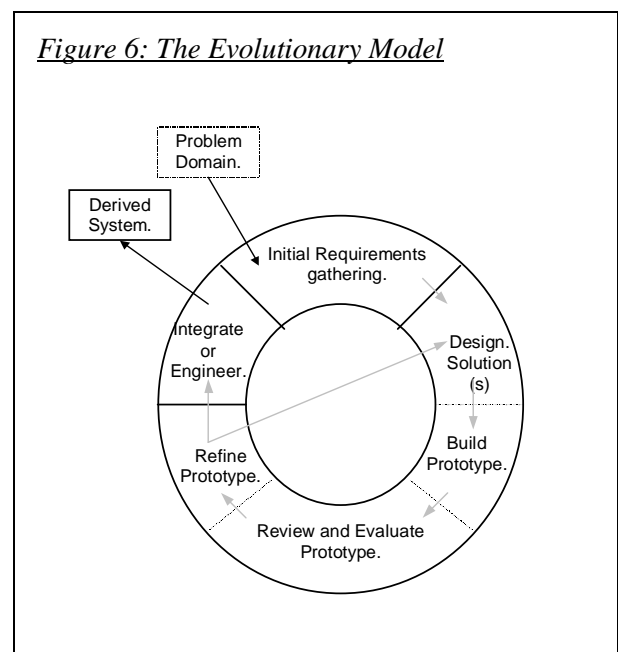 Figure 6: The Evolutionary Model
Problem
Domain.
Derived
System.
Initial Requirements
gathering.
Integrate
or
Engineer.
Design.
Solution
(s)
Build
Prototype.
Refine
Prototype.
Review and Evaluate
Prototype.